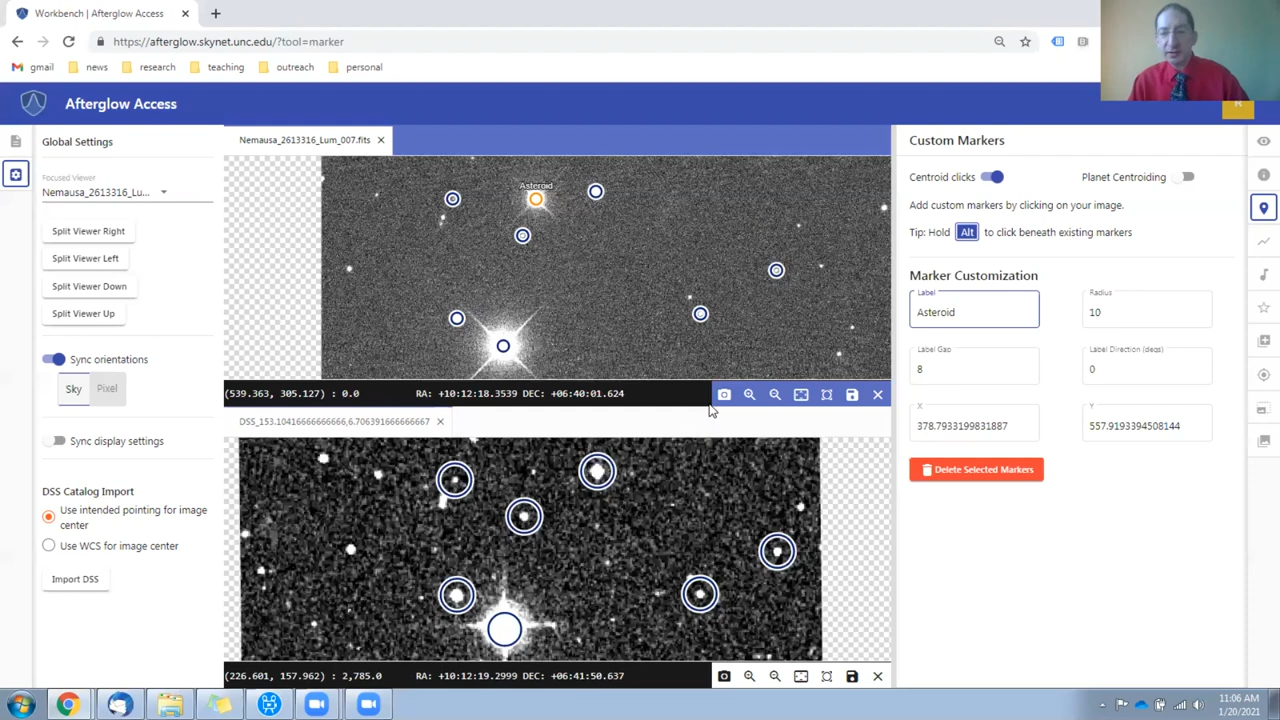 Workbench | Afterglow Access
https://afterglow.skynet.unc.edu/?tool=marker
gmail news research teaching outreach personal
Afterglow Access
Global Settings
Focused Viewer
Nemausa_2613316_Lu...
Split Viewer Right
Split Viewer Left
Split Viewer Down
Split Viewer Up
Sync orientations
Sky Pixel
Sync display settings
DSS Catalog Import
Use intended pointing for image
center
Use WCS for image center
Import DSS
Nemausa_2613316_Lum_007.fits
Asteroid
(539.363, 305.127) : 0.0 RA: +10:12:18.3539 DEC: +06:40:01.624
DSS_153.10416666666666,6.706391666666667
(226.601, 157.962) : 2,785.0 RA: +10:12:19.2999 DEC: +06:41:50.637
Custom Markers
Centroid clicks Planet Centroiding
Add custom markers by clicking on your image.
Tip: Hold Alt to click beneath existing markers
Marker Customization
Label Radius
Asteroid 10
Label Gap Label Direction (degs)
8 0
X Y
378.7933199831887 557.9193394508144
Delete Selected Markers
11:06 AM
1/20/2021